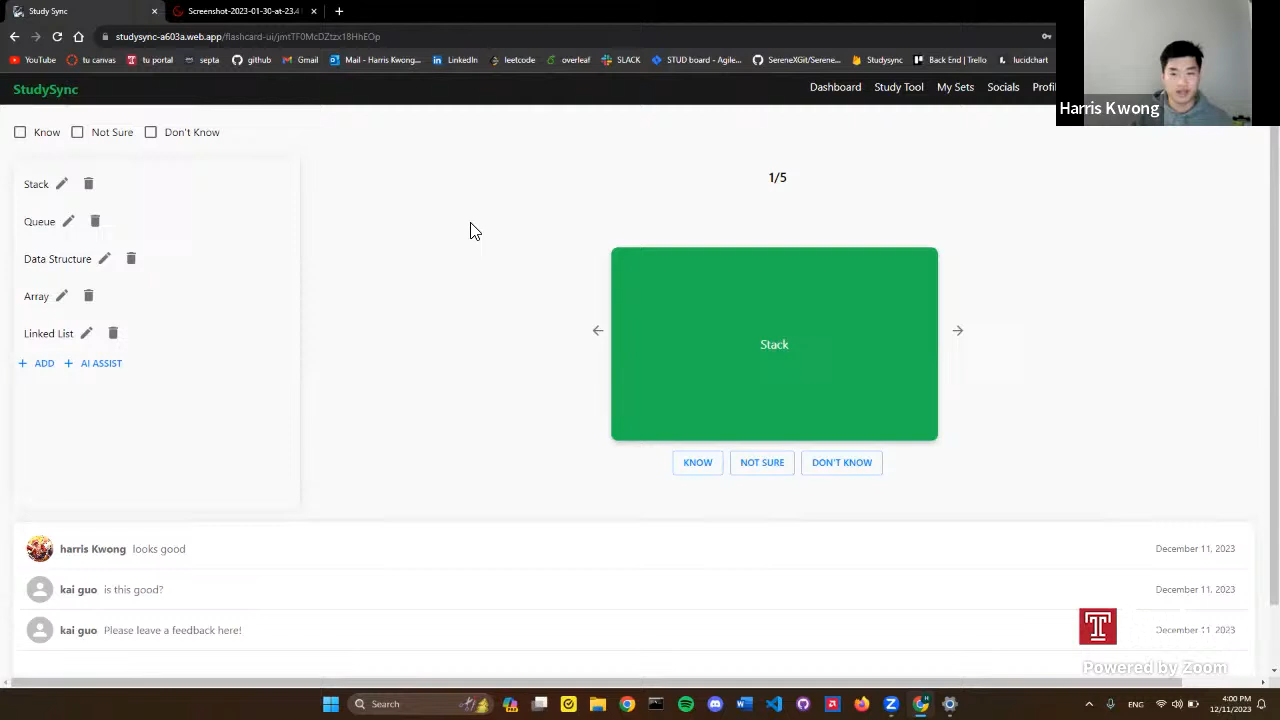 Study Sync
Screenshot-2023-01-30-at-23.4
studysync-a603a.web.app/flashcard-ui/jmtTF0McDZtzx18HhEOp
YouTube tu canvas tu portal septa github Gmail Mail - Harris Kwong... LinkedIn leetcode overleaf SLACK STUD board - Agile... SereneXGit/Serene... Studysync Back End | Trello lucidchart
StudySync
Dashboard Study Tool My Sets Socials Profi
Harris Kwong
Know Not Sure Don't Know
1/5
Stack
Queue
Data Structure
Array
Linked List
+ ADD + AI ASSIST
Stack
KNOW NOT SURE DON'T KNOW
harris Kwong looks good December 11, 2023
kai guo is this good? December 11, 2023
kai guo Please leave a feedback here! December 11, 2023
Powered by Zoom
Search
ENG
4:00 PM
12/11/2023